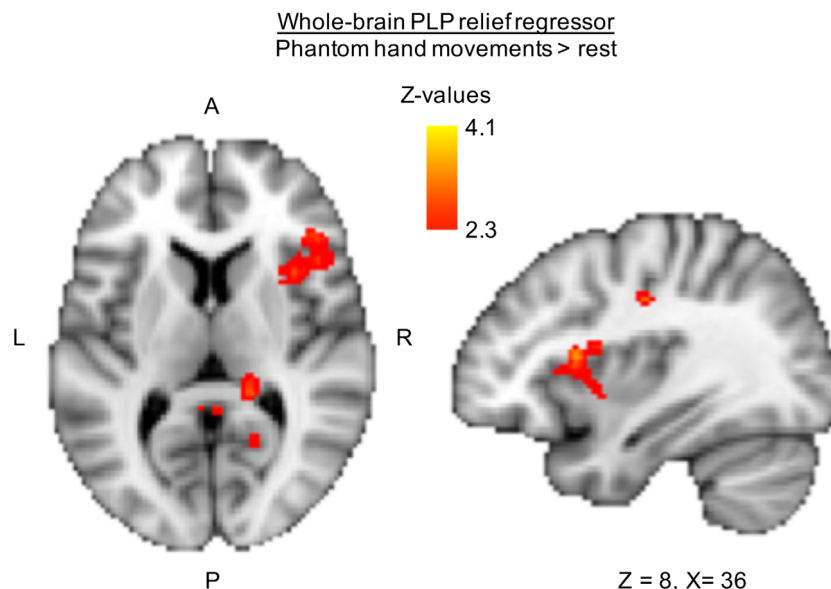 Whole-brain PLP relief regressor
Phantom hand movements > rest
Z-values
A
4.1
2.3
L
R
P
Z = 8, X= 36